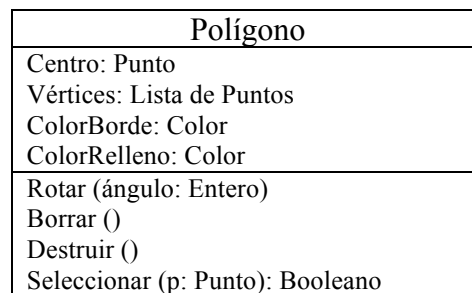 Polígono
Centro: Punto
Vértices: Lista de Puntos
ColorBorde: Color
ColorRelleno: Color
Rotar (ángulo: Entero)
Borrar ()
Destruir ()
Seleccionar (p: Punto): Booleano